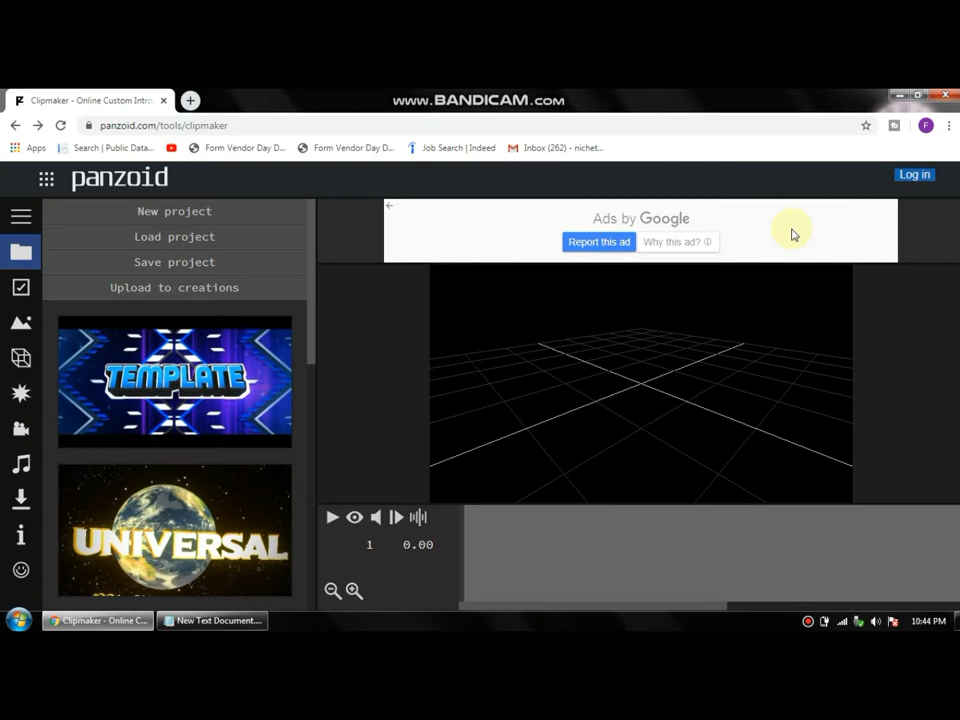 Clipmaker - Online Custom Intro
WWW.BANDICAM.COM
panzoid.com/tools/clipmaker
Apps
Search | Public Data...
Form Vendor Day D...
Form Vendor Day D...
Job Search | Indeed
Inbox (262) - nichet...
F
panzoid
Log in
New project
Load project
Save project
Upload to creations
Ads by Google
Report this ad
Why this ad?
TEMPLATE
UNIVERSAL
1
0.00
Clipmaker - Online C...
New Text Document....
10:44 PM